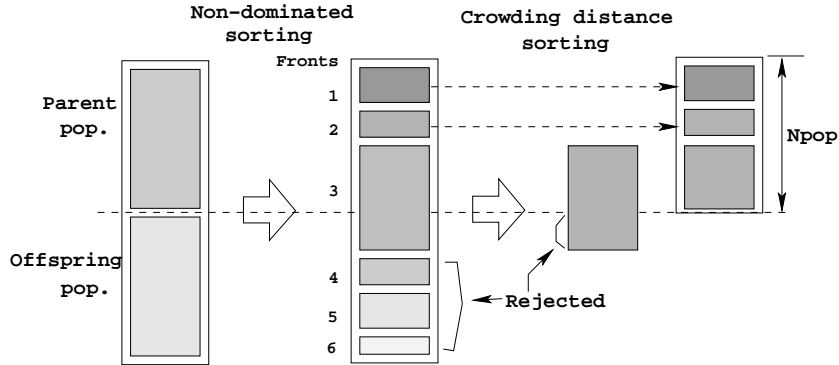 Non-dominated
sorting
Crowding distance
sorting
Fronts
Parent
pop.
1
2
3
Npop
Offspring
pop.
4
5
6
Rejected